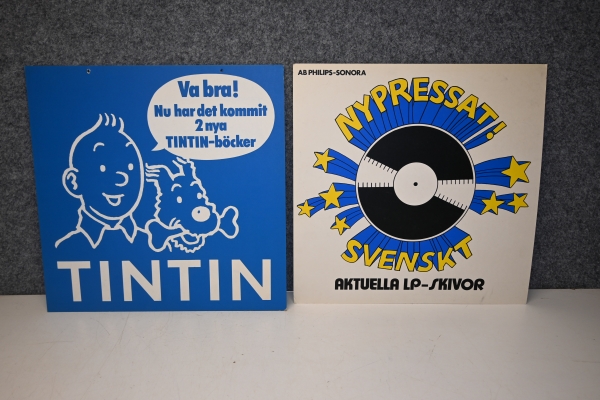 Va bra!
Nu har det kommit
2 nya
TINTIN-böcker
TINTIN
AB PHILIPS-SONORA
NYPRESSAT!
SVENSKT
AKTUELLA LP-SKIVOR